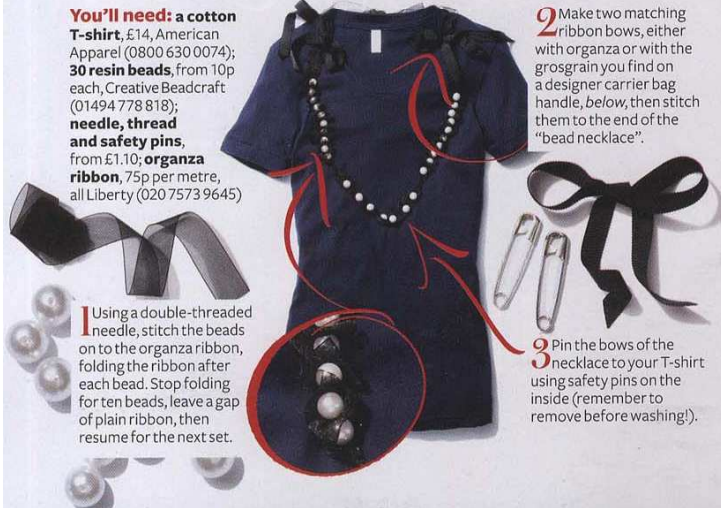 You'll need: a cotton
T-shirt, £14, American
Apparel (0800 630 0074);
30 resin beads, from 10p
each, Creative Beadcraft
(01494 778 818);
needle, thread
and safety pins,
from £1.10; organza
ribbon, 75p per metre,
all Liberty (020 7573 9645)
1 Using a double-threaded
needle, stitch the beads
on to the organza ribbon,
folding the ribbon after
each bead. Stop folding
for ten beads, leave a gap
of plain ribbon, then
resume for the next set.
2 Make two matching
ribbon bows, either
with organza or with the
grosgrain you find on
a designer carrier bag
handle, below, then stitch
them to the end of the
“bead necklace”.
3 Pin the bows of the
necklace to your T-shirt
using safety pins on the
inside (remember to
remove before washing!).